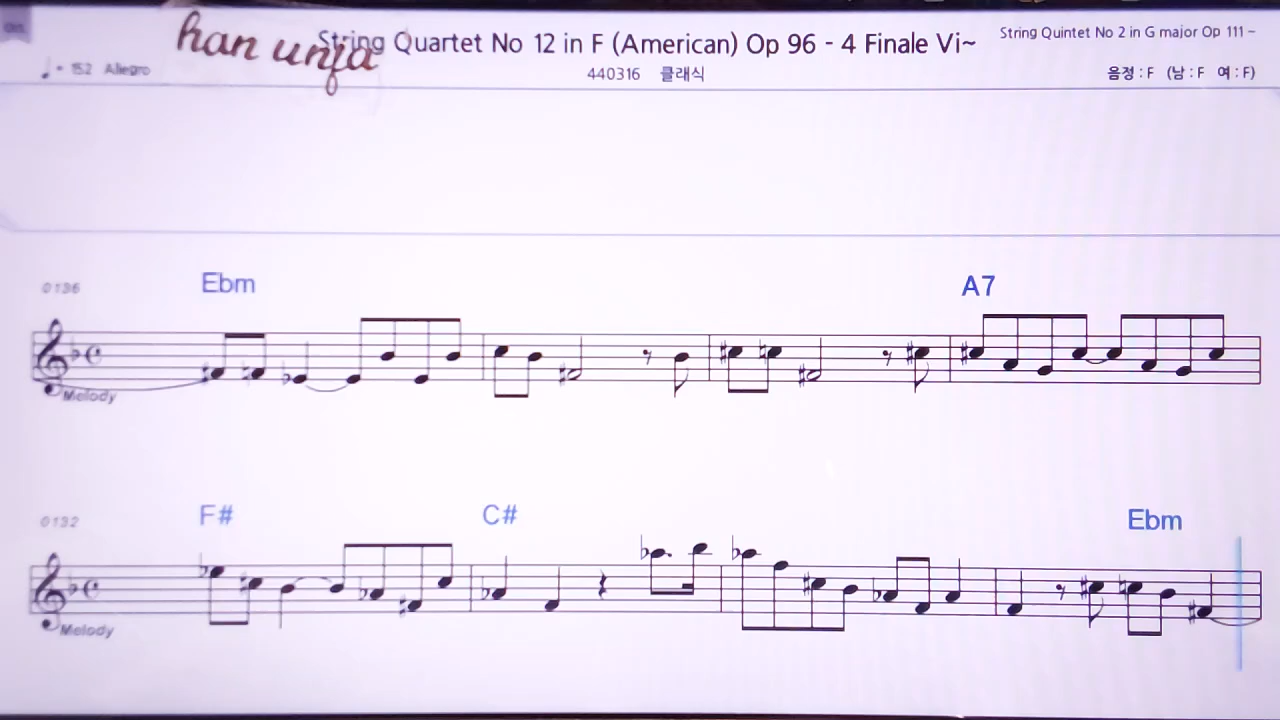 han unja
String Quartet No 12 in F (American) Op 96 - 4 Finale Vi~
String Quintet No 2 in G major Op 111 ~
♩ = 152 Allegro
440316 클래식
음정 : F (남 : F 여 : F)
0136
Ebm
A7
Melody
0132
F#
C#
Ebm
Melody